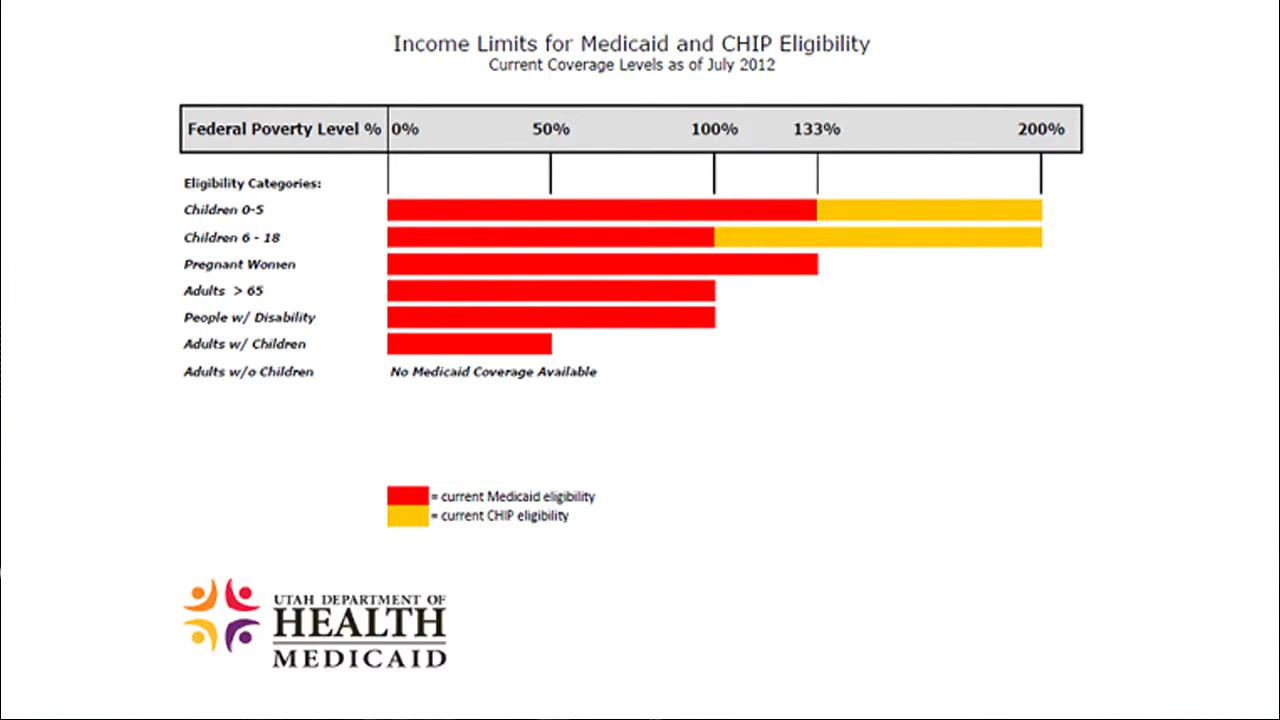 Income Limits for Medicaid and CHIP Eligibility
Current Coverage Levels as of July 2012
Federal Poverty Level % 0% 50% 100% 133% 200%
Eligibility Categories:
Children 0-5
Children 6 - 18
Pregnant Women
Adults > 65
People w/ Disability
Adults w/ Children
Adults w/o Children No Medicaid Coverage Available
= current Medicaid eligibility
= current CHIP eligibility
UTAH DEPARTMENT OF
HEALTH
MEDICAID